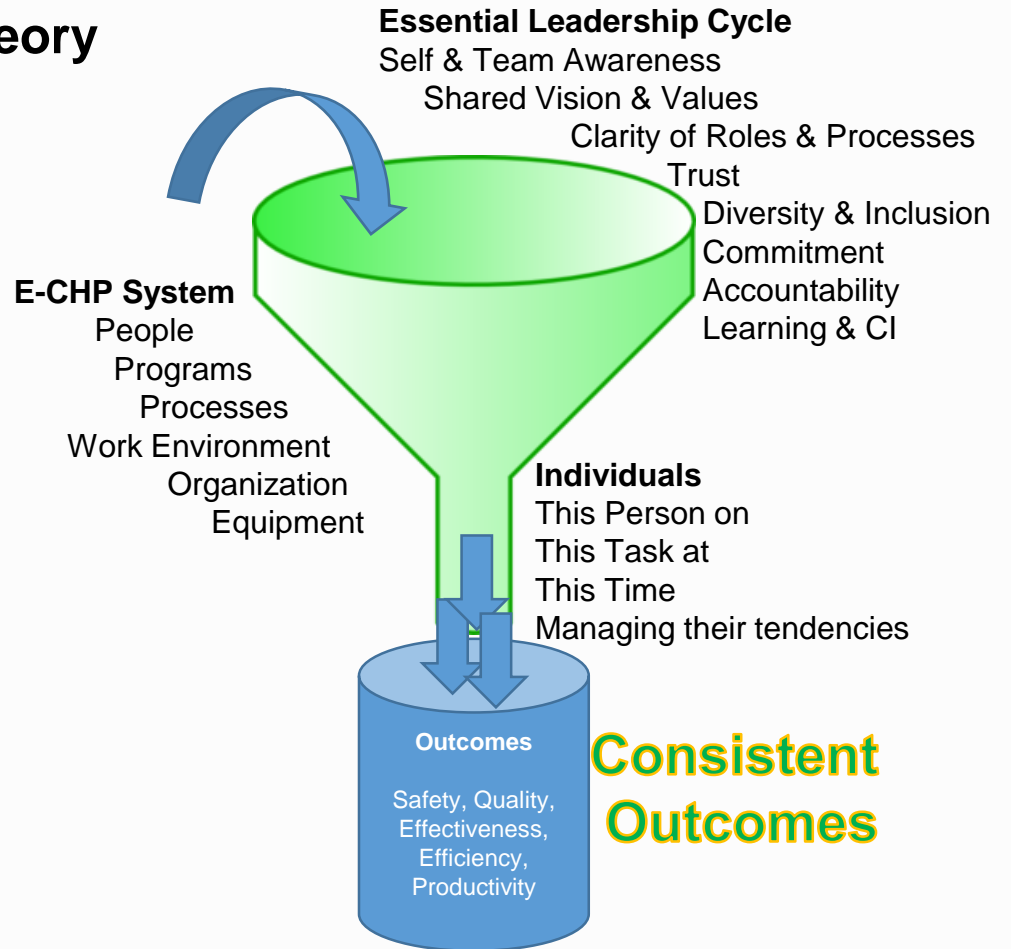 eory
Essential Leadership Cycle
Self & Team Awareness
Shared Vision & Values
Clarity of Roles & Processes
Trust
Diversity & Inclusion
Commitment
Accountability
Learning & CI
E-CHP System
People
Programs
Processes
Work Environment
Organization
Equipment
Individuals
This Person on
This Task at
This Time
Managing their tendencies
Outcomes
Safety, Quality,
Effectiveness,
Efficiency,
Productivity
Consistent
Outcomes